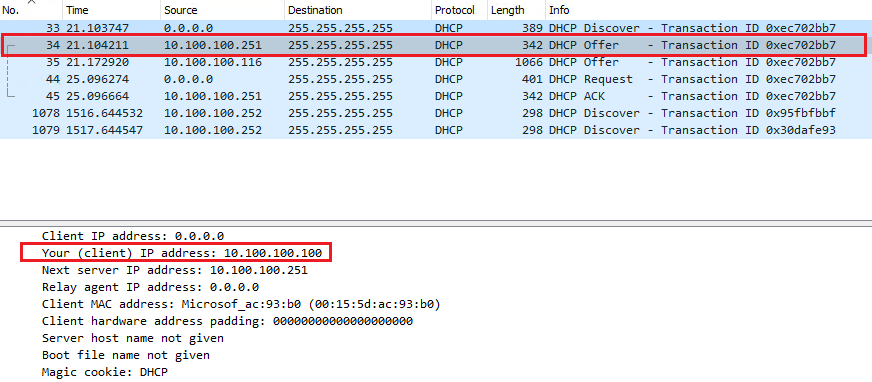 No. Time Source Destination Protocol Length Info
33 21.103747 0.0.0.0 255.255.255.255 DHCP 389 DHCP Discover - Transaction ID 0xec702bb7
34 21.104211 10.100.100.251 255.255.255.255 DHCP 342 DHCP Offer - Transaction ID 0xec702bb7
35 21.172920 10.100.100.116 255.255.255.255 DHCP 1066 DHCP Offer - Transaction ID 0xec702bb7
44 25.096274 0.0.0.0 255.255.255.255 DHCP 401 DHCP Request - Transaction ID 0xec702bb7
45 25.096664 10.100.100.251 255.255.255.255 DHCP 342 DHCP ACK - Transaction ID 0xec702bb7
1078 1516.644532 10.100.100.252 255.255.255.255 DHCP 298 DHCP Discover - Transaction ID 0x95fbfbbf
1079 1517.644547 10.100.100.252 255.255.255.255 DHCP 298 DHCP Discover - Transaction ID 0x30dafe93
Client IP address: 0.0.0.0
Your (client) IP address: 10.100.100.100
Next server IP address: 10.100.100.251
Relay agent IP address: 0.0.0.0
Client MAC address: Microsof_ac:93:b0 (00:15:5d:ac:93:b0)
Client hardware address padding: 00000000000000000000
Server host name not given
Boot file name not given
Magic cookie: DHCP